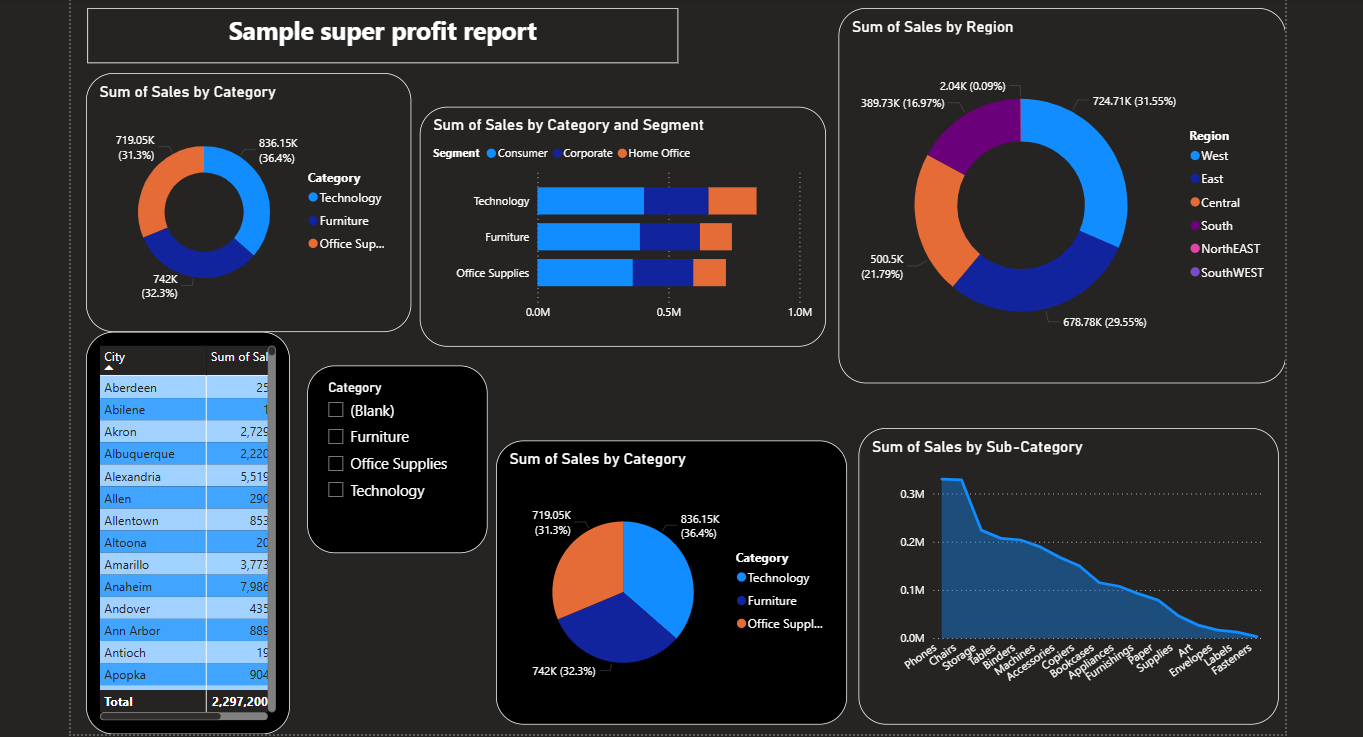 Sample super profit report
Sum of Sales by Category
719.05K
(31.3%)
836.15K
(36.4%)
742K
(32.3%)
Category
Technology
Furniture
Office Sup...
Sum of Sales by Category and Segment
Segment Consumer Corporate Home Office
Technology
Furniture
Office Supplies
0.0M 0.5M 1.0M
Sum of Sales by Region
2.04K (0.09%)
389.73K (16.97%)
724.71K (31.55%)
500.5K
(21.79%)
678.78K (29.55%)
Region
West
East
Central
South
NorthEAST
SouthWEST
City Sum of Sal
Aberdeen 25
Abilene 1
Akron 2,729
Albuquerque 2,220
Alexandria 5,519
Allen 290
Allentown 853
Altoona 20
Amarillo 3,773
Anaheim 7,986
Andover 435
Ann Arbor 889
Antioch 19
Apopka 904
Total 2,297,200
Category
(Blank)
Furniture
Office Supplies
Technology
Sum of Sales by Category
719.05K
(31.3%)
836.15K
(36.4%)
742K (32.3%)
Category
Technology
Furniture
Office Suppl...
Sum of Sales by Sub-Category
0.3M
0.2M
0.1M
0.0M
Phones
Chairs
Storage
Tables
Binders
Machines
Accessories
Copiers
Bookcases
Appliances
Furnishings
Paper
Supplies
Art
Envelopes
Labels
Fasteners